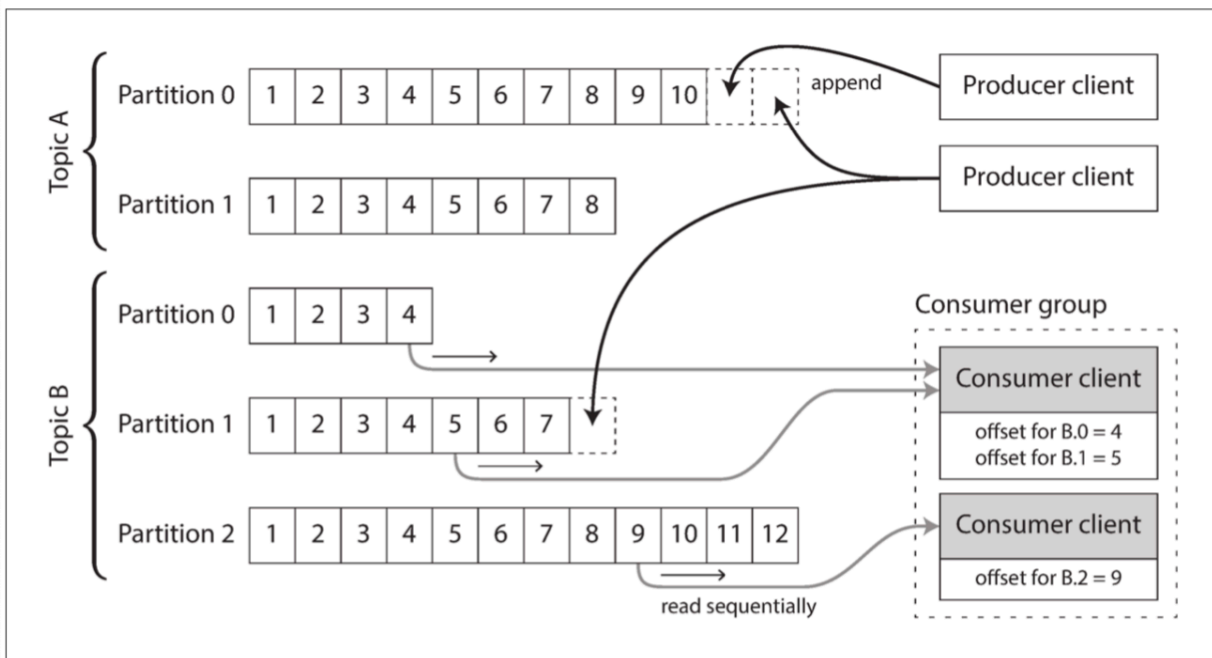 Topic A
Partition 0 1 2 3 4 5 6 7 8 9 10
append
Producer client
Producer client
Partition 1 1 2 3 4 5 6 7 8
Topic B
Partition 0 1 2 3 4
Consumer group
Consumer client
offset for B.0 = 4
offset for B.1 = 5
Partition 1 1 2 3 4 5 6 7
Partition 2 1 2 3 4 5 6 7 8 9 10 11 12
Consumer client
offset for B.2 = 9
read sequentially